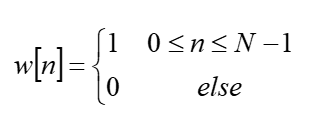 w[n] = { 1 0 ≤ n ≤ N − 1
0 else